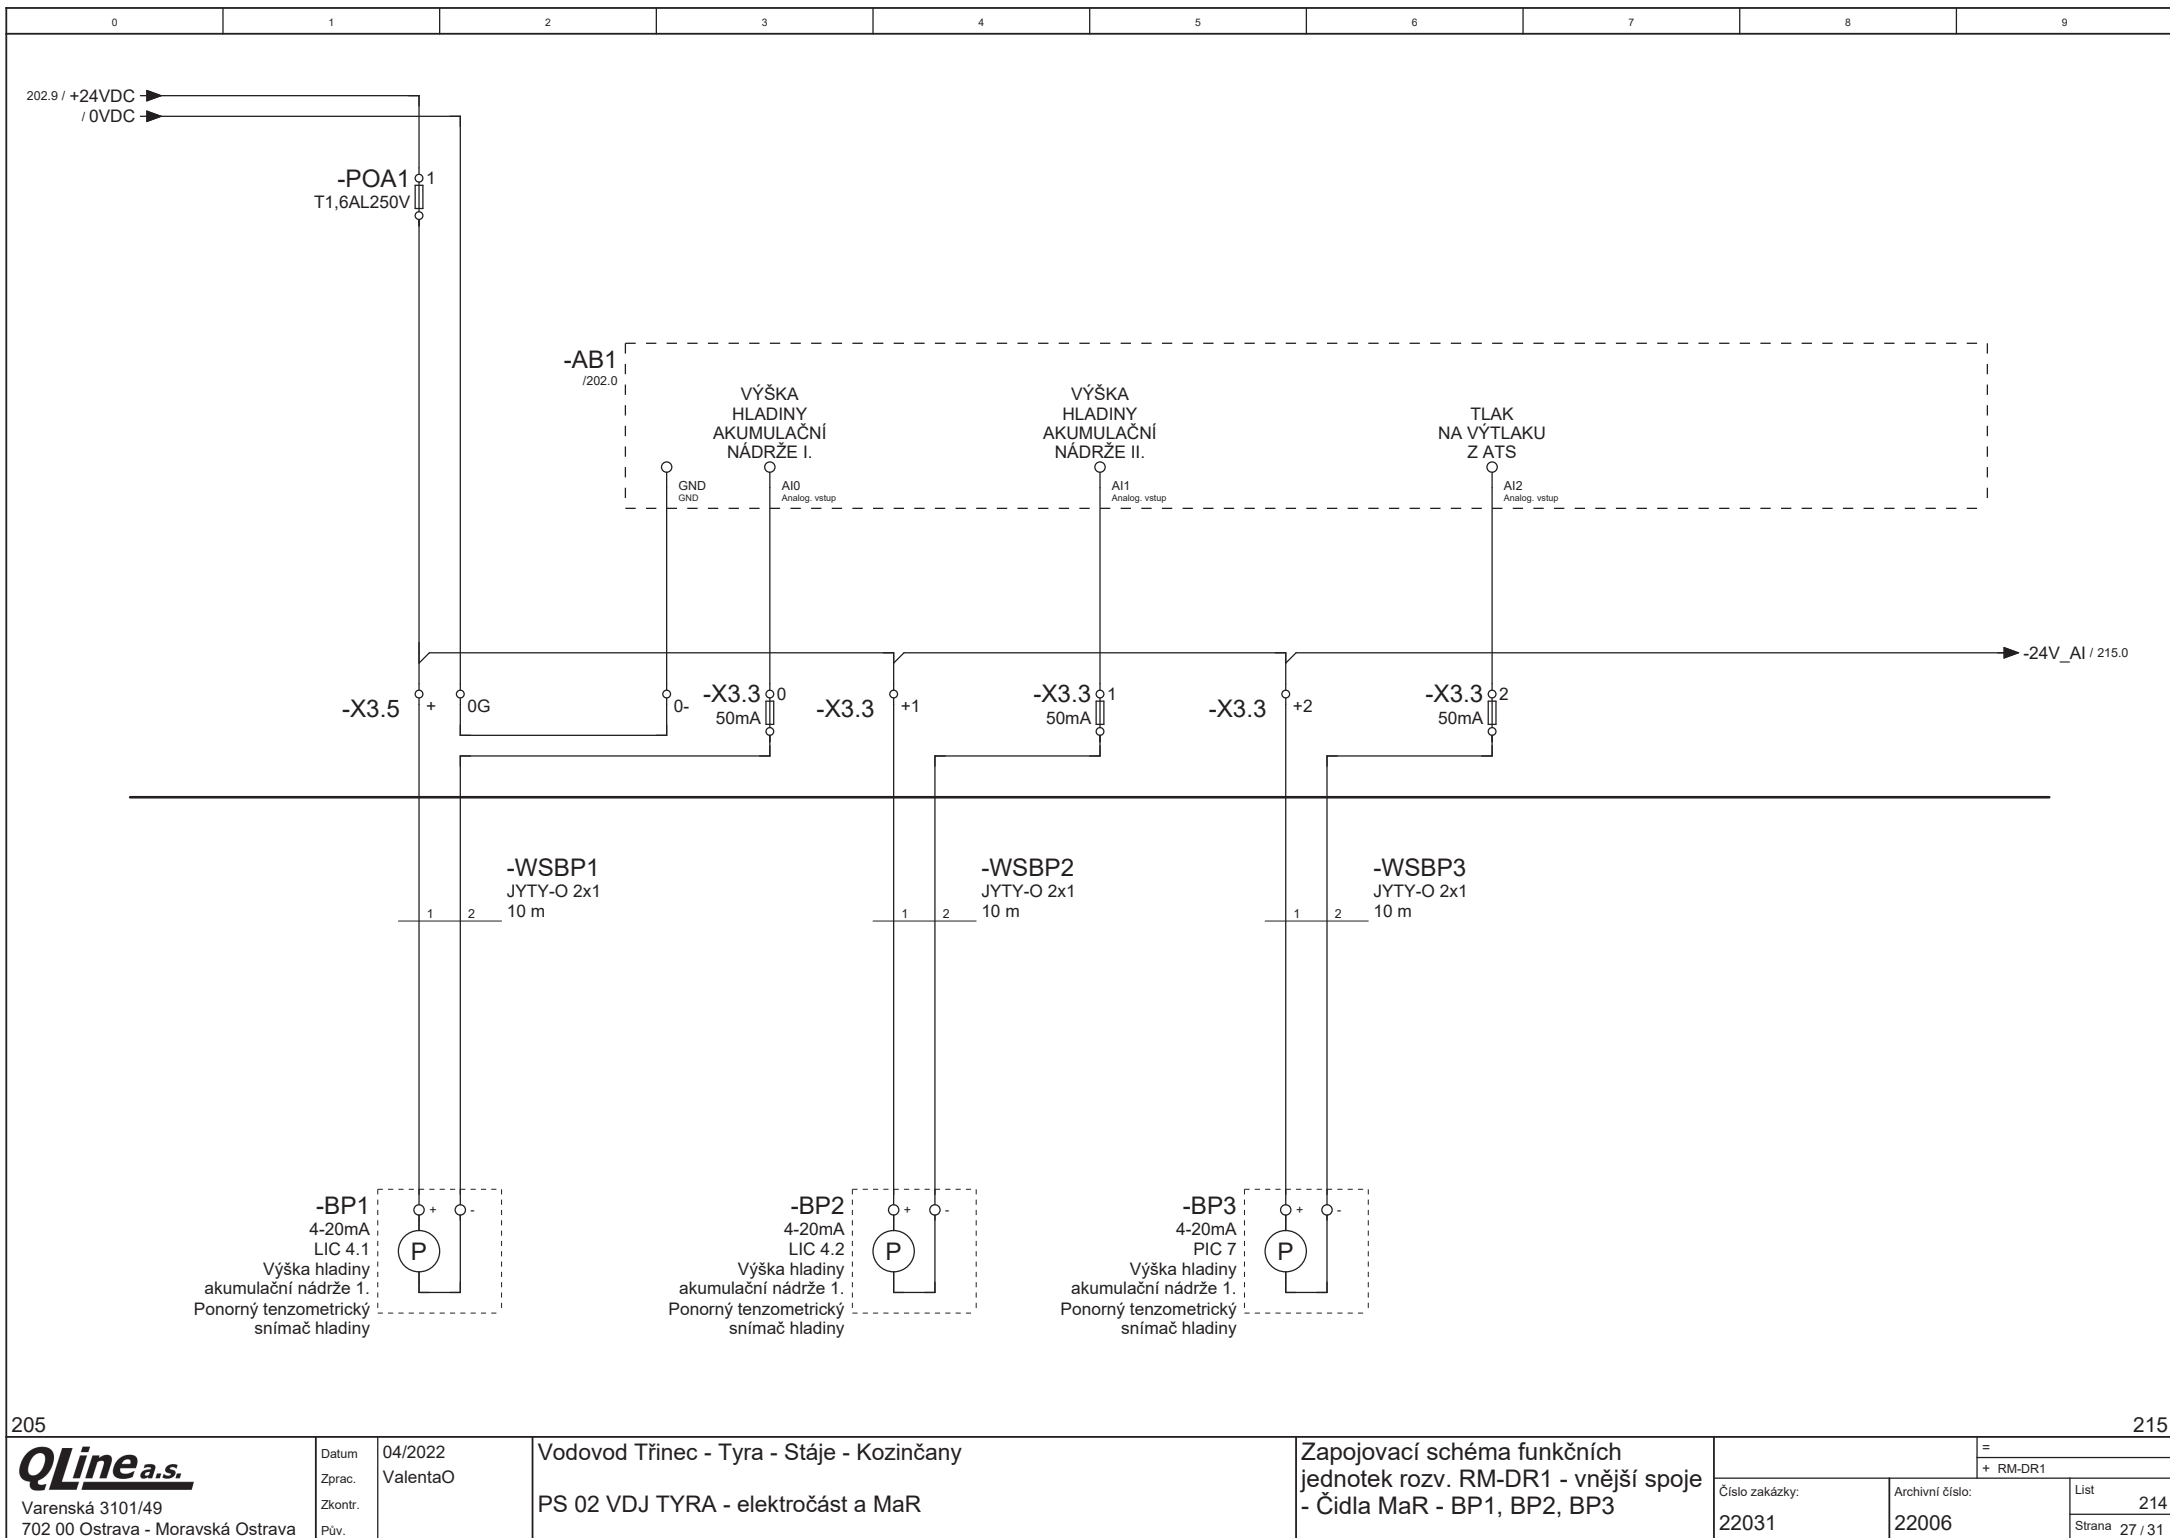 0 1 2 3 4 5 6 7 8 9
202.9 / +24VDC
/ 0VDC
-POA1 1
T1,6AL250V
-AB1
/202.0
VÝŠKA
HLADINY
AKUMULAČNÍ
NÁDRŽE I.
VÝŠKA
HLADINY
AKUMULAČNÍ
NÁDRŽE II.
TLAK
NA VÝTLAKU
Z ATS
GND
GND
AI0
Analog. vstup
AI1
Analog. vstup
AI2
Analog. vstup
-24V_AI / 215.0
-X3.5 + 0G 0-
-X3.3 0
50mA
-X3.3 +1
-X3.3 1
50mA
-X3.3 +2
-X3.3 2
50mA
-WSBP1
JYTY-O 2x1
10 m
1 2
-WSBP2
JYTY-O 2x1
10 m
1 2
-WSBP3
JYTY-O 2x1
10 m
1 2
-BP1
4-20mA
LIC 4.1
Výška hladiny
akumulační nádrže 1.
Ponorný tenzometrický
snímač hladiny
+ -
P
-BP2
4-20mA
LIC 4.2
Výška hladiny
akumulační nádrže 1.
Ponorný tenzometrický
snímač hladiny
+ -
P
-BP3
4-20mA
PIC 7
Výška hladiny
akumulační nádrže 1.
Ponorný tenzometrický
snímač hladiny
+ -
P
205
215
QLine a.s.
Varenská 3101/49
702 00 Ostrava - Moravská Ostrava
Datum 04/2022
Zprac. ValentaO
Zkontr.
Pův.
Vodovod Třinec - Tyra - Stáje - Kozinčany
PS 02 VDJ TYRA - elektročást a MaR
Zapojovací schéma funkčních
jednotek rozv. RM-DR1 - vnější spoje
- Čidla MaR - BP1, BP2, BP3
=
+ RM-DR1
Číslo zakázky:
22031
Archivní číslo:
22006
List 214
Strana 27 / 31